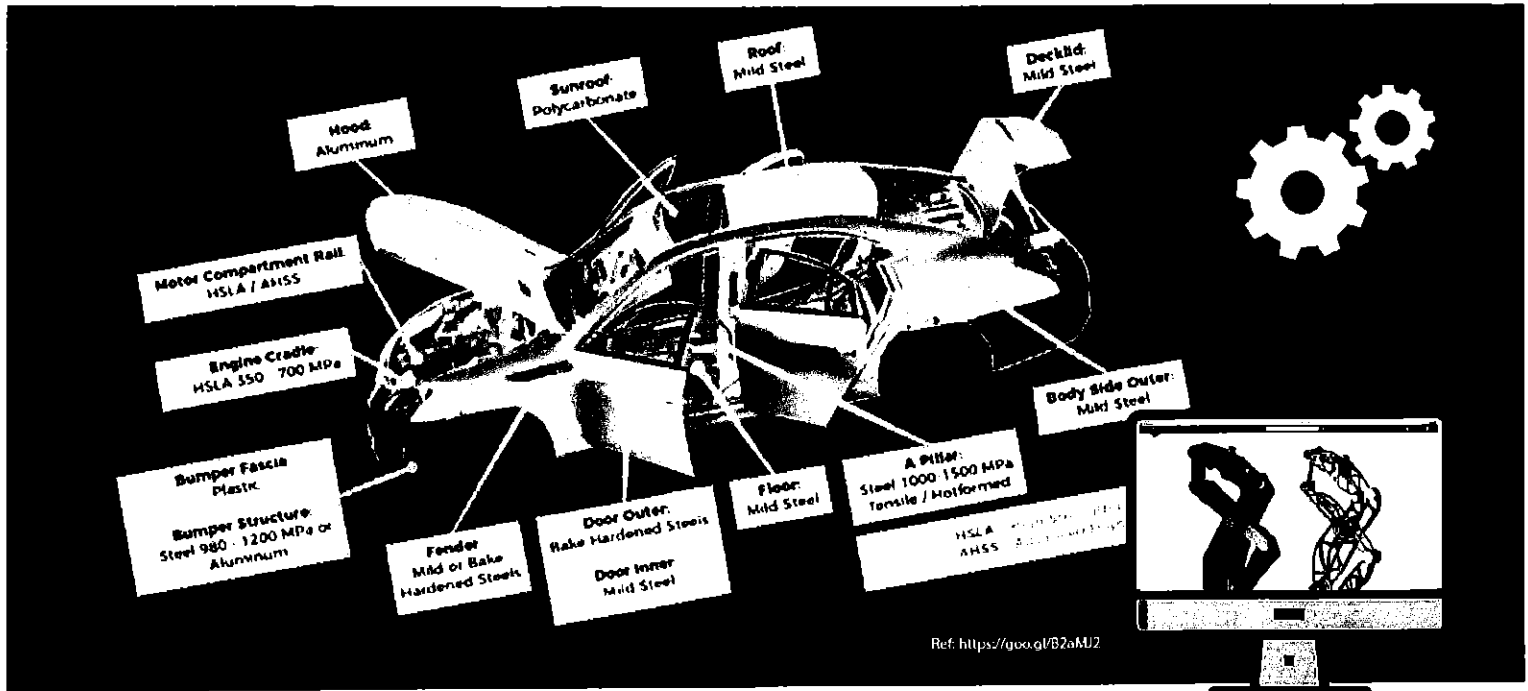 Roof:
Mild Steel
Decklid:
Mild Steel
Sunroof:
Polycarbonate
Hood:
Aluminum
Motor Compartment Rail
HSLA / AHSS
Engine Cradle
HSLA 350 - 700 MPa
Body Side Outer:
Mild Steel
Bumper Fascia
Plastic
Bumper Structure:
Steel 980 - 1200 MPa or
Aluminum
Fender
Mild or Bake
Hardened Steels
Door Outer:
Bake Hardened Steels
Door Inner
Mild Steel
Floor:
Mild Steel
A Pillar:
Steel 1000-1500 MPa
Tensile / Hotformed
HSLA
AHSS
Ref: https://goo.gl/B2aMJ2